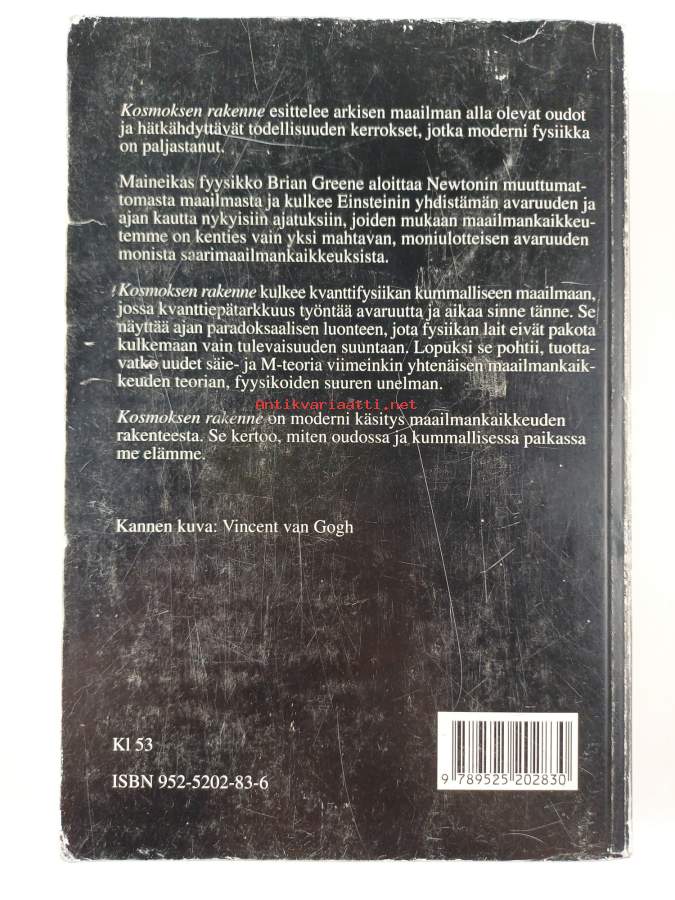 Kosmoksen rakenne esittelee arkisen maailman alla olevat oudot
ja hätkähdyttävät todellisuuden kerrokset, jotka moderni fysiikka
on paljastanut.
Maineikas fyysikko Brian Greene aloittaa Newtonin muuttumat-
tomasta maailmasta ja kulkee Einsteinin yhdistämän avaruuden ja
ajan kautta nykyisiin ajatuksiin, joiden mukaan maailmankaikkeu-
temme on kenties vain yksi mahtavan, moniulotteisen avaruuden
monista saarimaailmankaikkeuksista.
Kosmoksen rakenne kulkee kvanttifysiikan kummalliseen maailmaan,
jossa kvanttiepätarkkuus työntää avaruutta ja aikaa sinne tänne. Se
näyttää ajan paradoksaalisen luonteen, jota fysiikan lait eivät pakota
kulkemaan vain tulevaisuuden suuntaan. Lopuksi se pohtii, tuotta-
vatko uudet säie- ja M-teoria viimeinkin yhtenäisen maailmankaik-
keuden teorian, fyysikoiden suuren unelman.
Antikvariaatti.net
Kosmoksen rakenne on moderni käsitys maailmankaikkeuden
rakenteesta. Se kertoo, miten oudossa ja kummallisessa paikassa
me elämme.
Kannen kuva: Vincent van Gogh
Kl 53
ISBN 952-5202-83-6
9 789525 202830